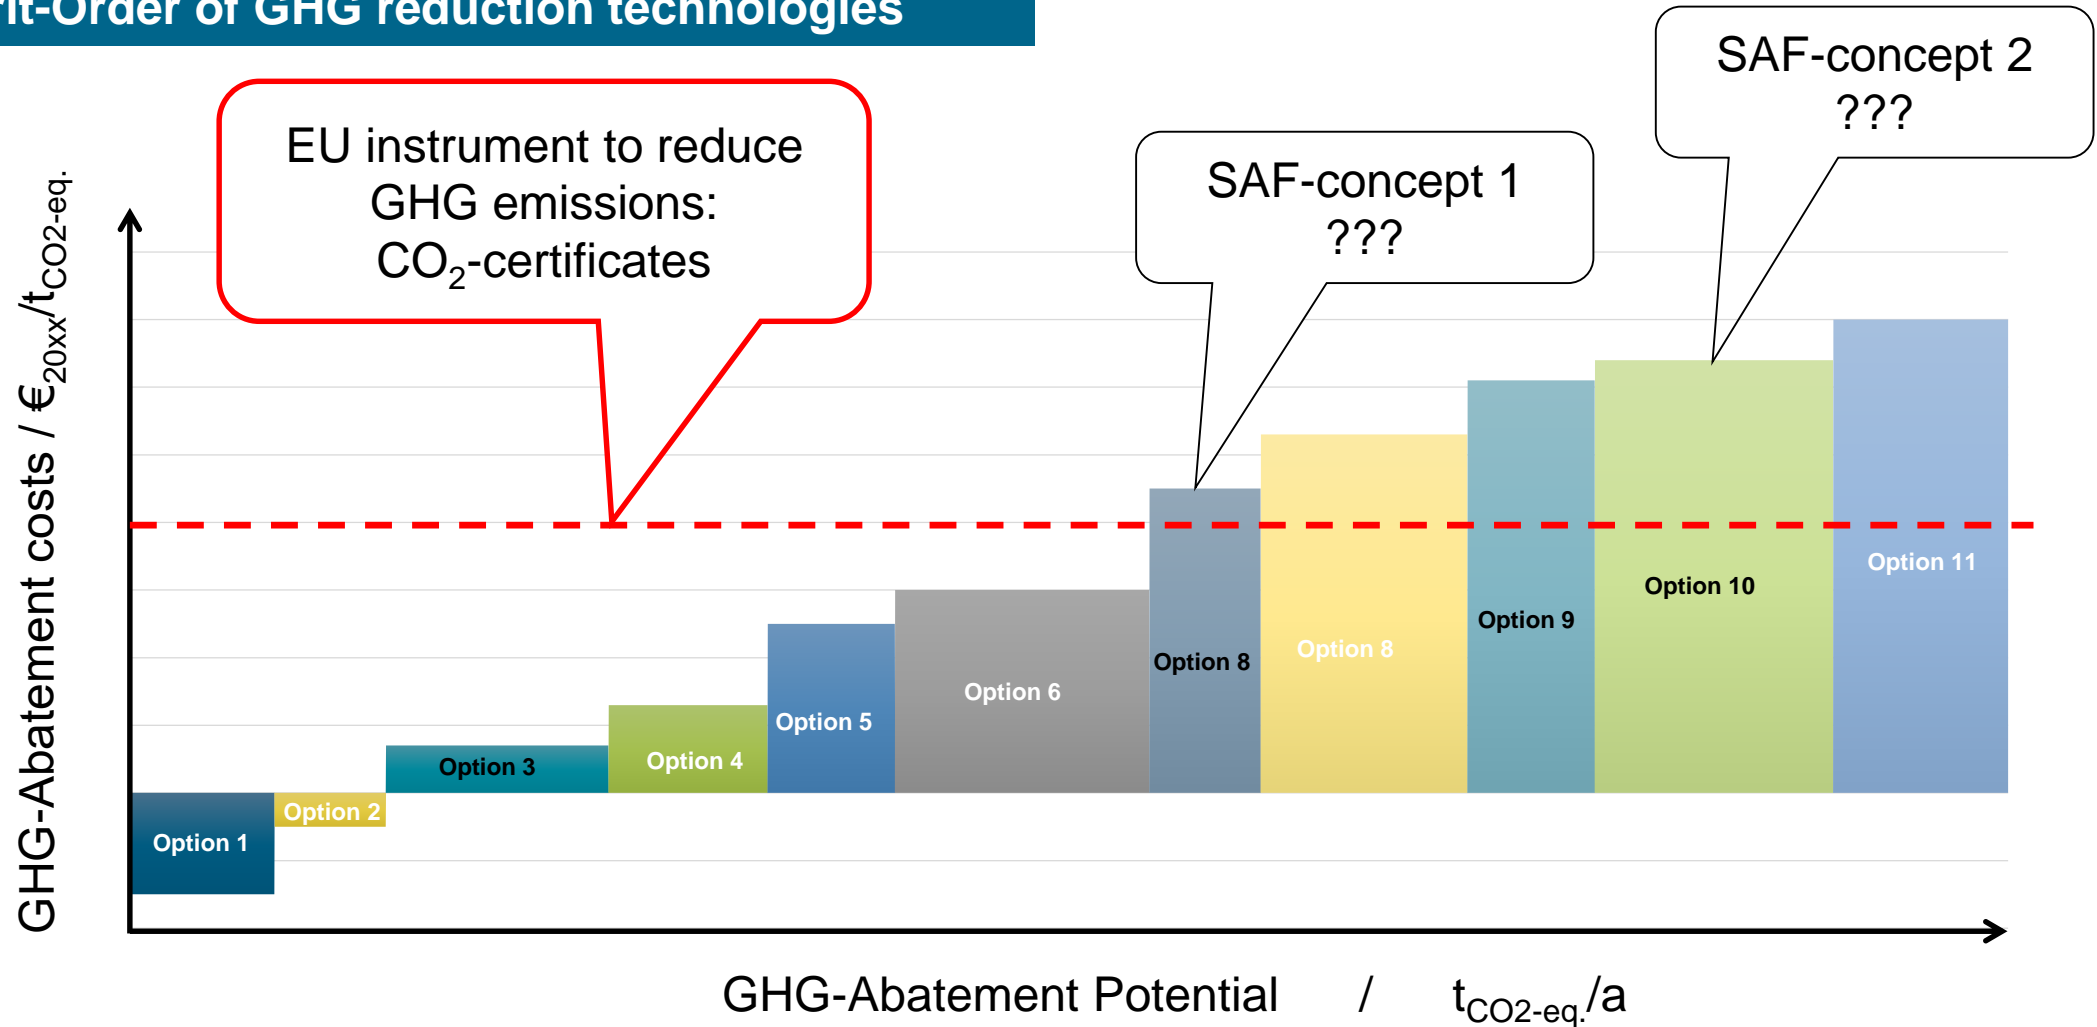 rit-Order of GHG reduction technologies
SAF-concept 2
???
EU instrument to reduce
GHG emissions:
CO₂-certificates
SAF-concept 1
???
GHG-Abatement costs / €20xx/tCO2-eq.
Option 1
Option 2
Option 3
Option 4
Option 5
Option 6
Option 8
Option 8
Option 9
Option 10
Option 11
GHG-Abatement Potential / tCO2-eq./a